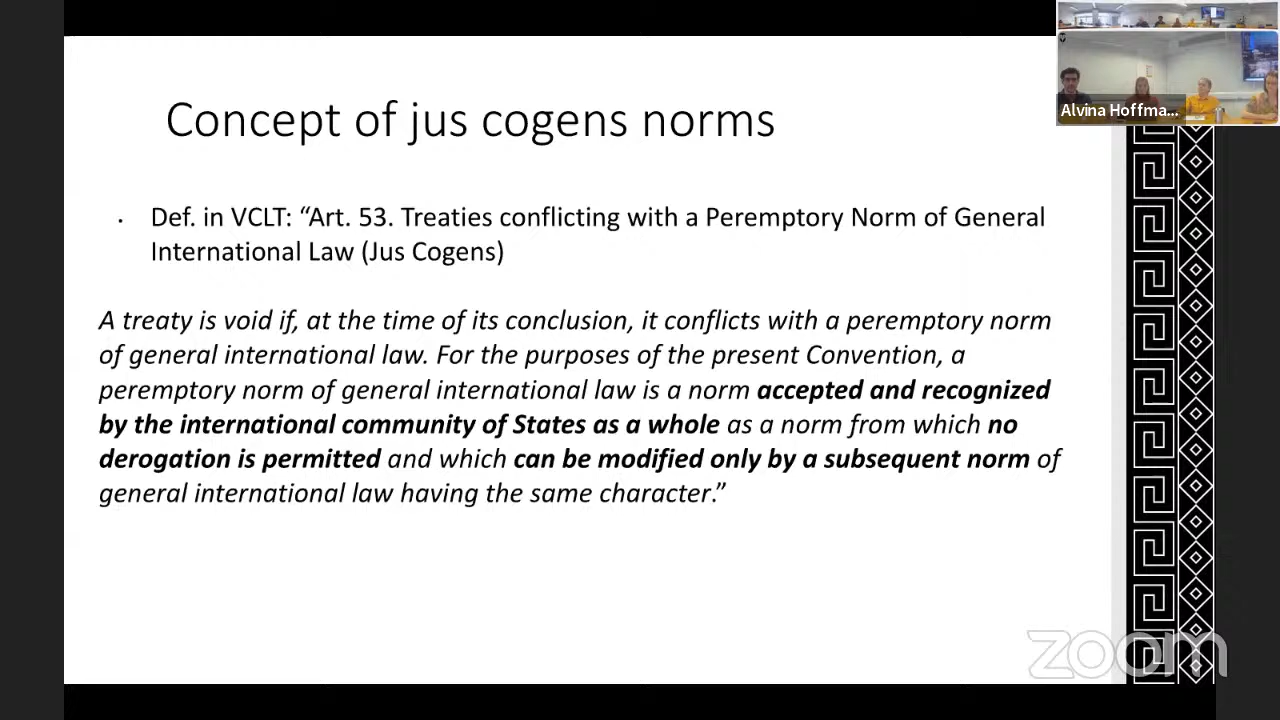 Concept of jus cogens norms
Alvina Hoffma...
• Def. in VCLT: “Art. 53. Treaties conflicting with a Peremptory Norm of General
International Law (Jus Cogens)
A treaty is void if, at the time of its conclusion, it conflicts with a peremptory norm
of general international law. For the purposes of the present Convention, a
peremptory norm of general international law is a norm accepted and recognized
by the international community of States as a whole as a norm from which no
derogation is permitted and which can be modified only by a subsequent norm of
general international law having the same character.”
zoom